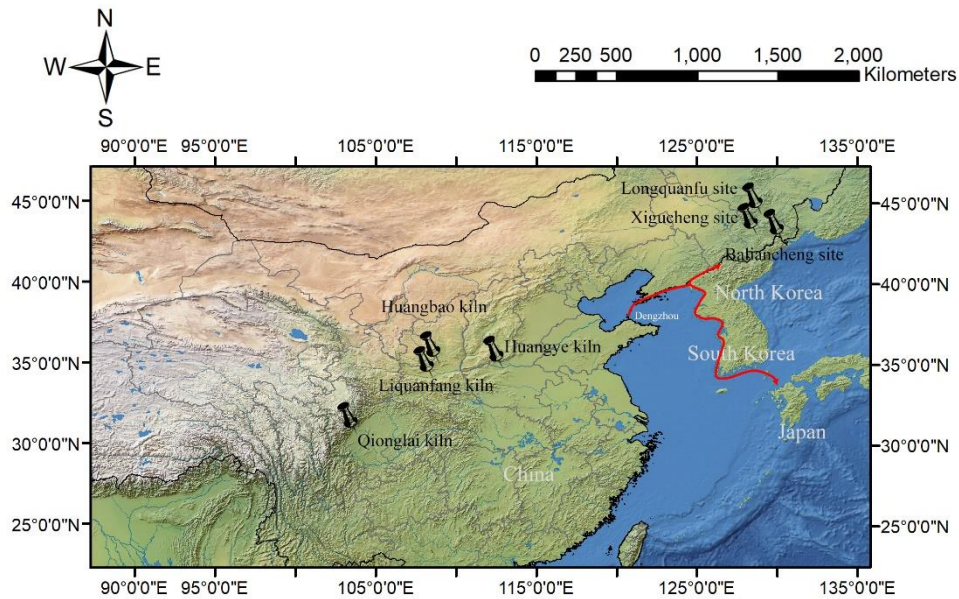 N
W E
S
0 250 500 1,000 1,500 2,000
Kilometers
90°0'0"E 95°0'0"E 105°0'0"E 115°0'0"E 125°0'0"E 135°0'0"E
45°0'0"N
40°0'0"N
35°0'0"N
30°0'0"N
25°0'0"N
Longquanfu site
Xigucheng site
Baliancheng site
North Korea
Dengzhou
Huangbao kiln
Huangye kiln
South Korea
Liquanfang kiln
Japan
Qionglai kiln
China
45°0'0"N
40°0'0"N
35°0'0"N
30°0'0"N
25°0'0"N
90°0'0"E 95°0'0"E 105°0'0"E 115°0'0"E 125°0'0"E 135°0'0"E